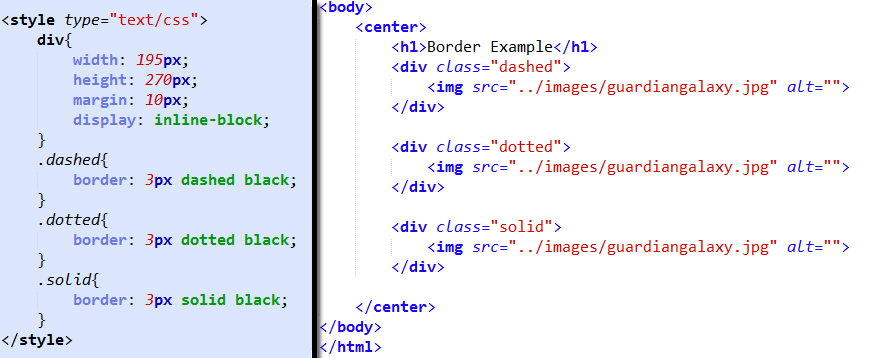 <style type="text/css">
div{
width: 195px;
height: 270px;
margin: 10px;
display: inline-block;
}
.dashed{
border: 3px dashed black;
}
.dotted{
border: 3px dotted black;
}
.solid{
border: 3px solid black;
}
</style>
<body>
<center>
<h1>Border Example</h1>
<div class="dashed">
<img src="../images/guardiangalaxy.jpg" alt="">
</div>
<div class="dotted">
<img src="../images/guardiangalaxy.jpg" alt="">
</div>
<div class="solid">
<img src="../images/guardiangalaxy.jpg" alt="">
</div>
</center>
</body>
</html>